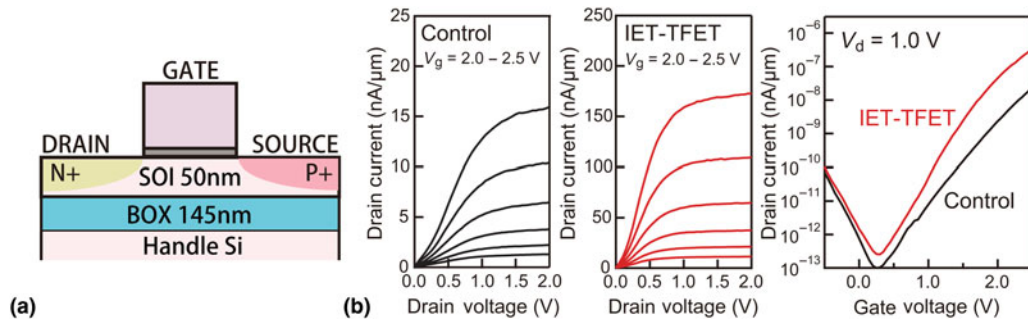 (a)
GATE
DRAIN
SOURCE
N+
SOI 50nm
P+
BOX 145nm
Handle Si
(b)
Control
Vg = 2.0 – 2.5 V
Drain current (nA/µm)
25
20
15
10
5
0
0.0 0.5 1.0 1.5 2.0
Drain voltage (V)
IET-TFET
Vg = 2.0 – 2.5 V
Drain current (nA/µm)
250
200
150
100
50
0
0.0 0.5 1.0 1.5 2.0
Drain voltage (V)
Vd = 1.0 V
IET-TFET
Control
Drain current (A/µm)
10⁻⁶
10⁻⁷
10⁻⁸
10⁻⁹
10⁻¹⁰
10⁻¹¹
10⁻¹²
10⁻¹³
0.0 1.0 2.0
Gate voltage (V)